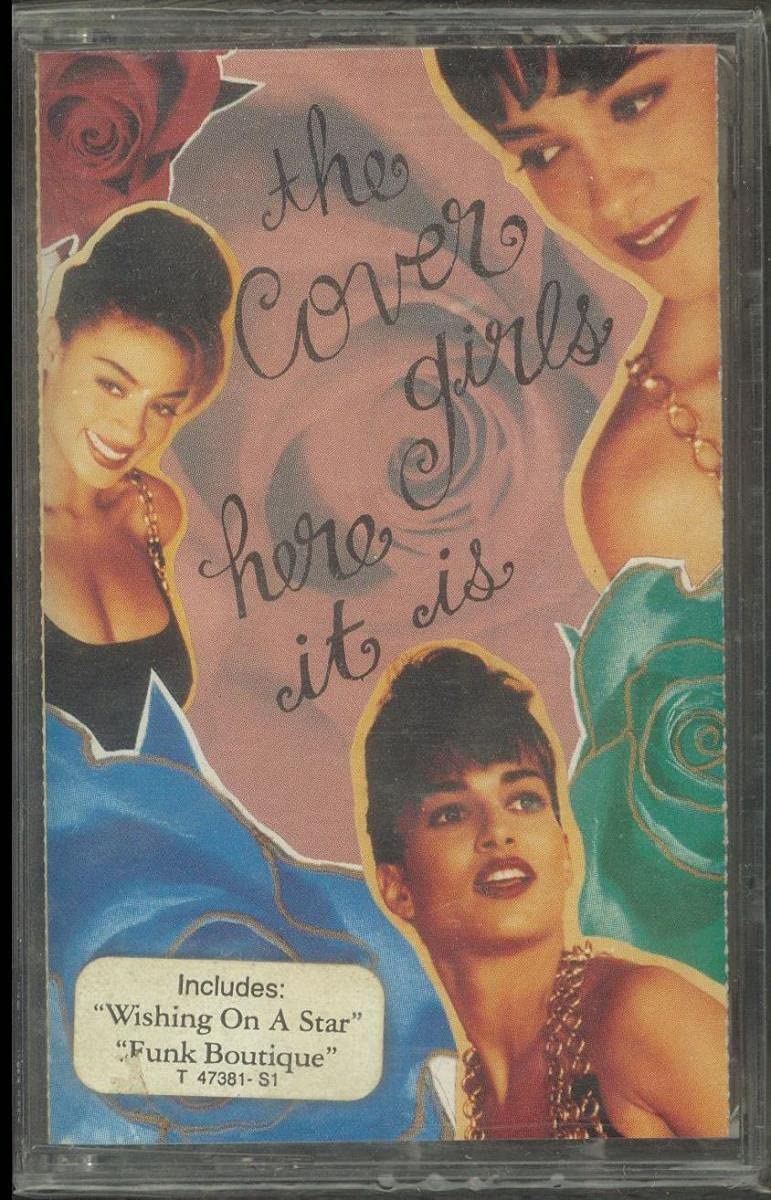 the
Cover
girls
here
it is
Includes:
“Wishing On A Star”
“Funk Boutique”
T 47381- S1